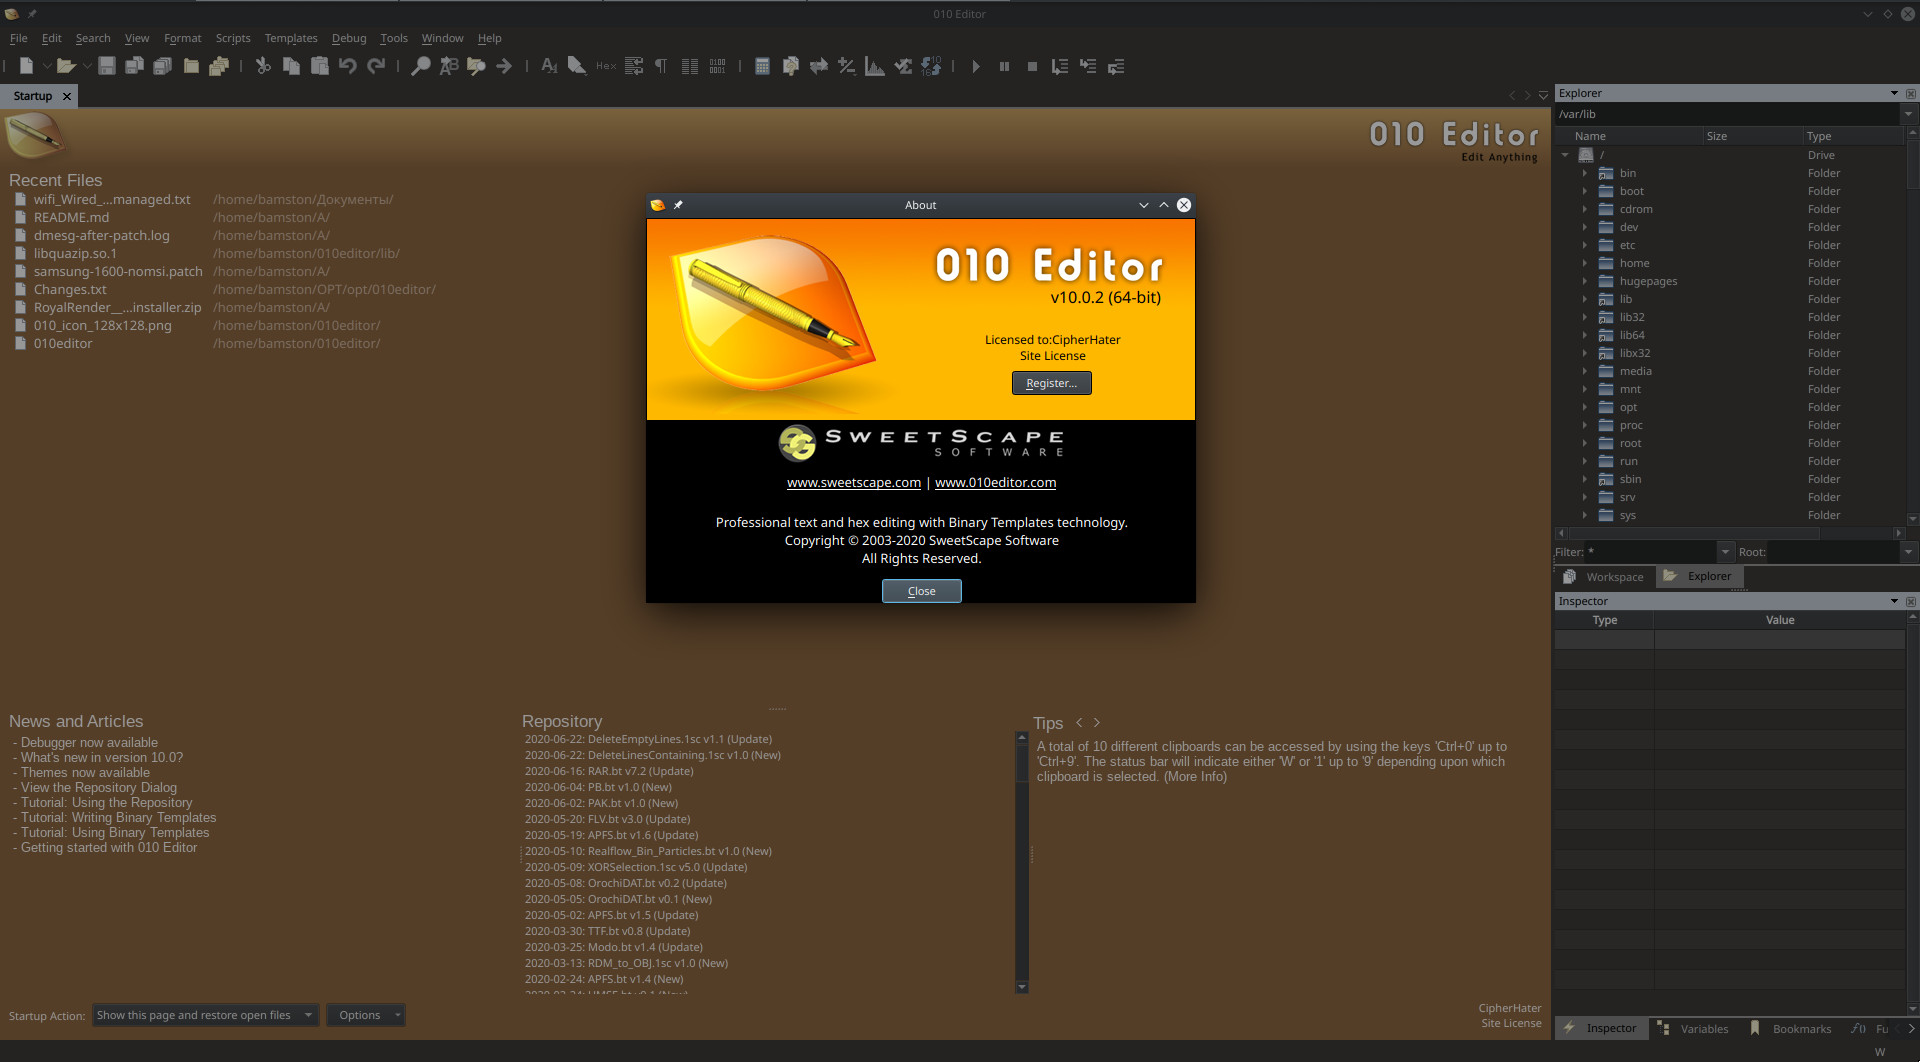 010 Editor
File Edit Search View Format Scripts Templates Debug Tools Window Help
Startup
010 Editor
Edit Anything
Recent Files
wifi_Wired_...managed.txt /home/bamston/Документы/
README.md /home/bamston/A/
dmesg-after-patch.log /home/bamston/A/
libquazip.so.1 /home/bamston/010editor/lib/
samsung-1600-nomsi.patch /home/bamston/A/
Changes.txt /home/bamston/OPT/opt/010editor/
RoyalRender__...installer.zip /home/bamston/A/
010_icon_128x128.png /home/bamston/010editor/
010editor /home/bamston/010editor/
About
010 Editor
v10.0.2 (64-bit)
Licensed to:CipherHater
Site License
Register...
SWEETSCAPE
SOFTWARE
www.sweetscape.com | www.010editor.com
Professional text and hex editing with Binary Templates technology.
Copyright © 2003-2020 SweetScape Software
All Rights Reserved.
Close
News and Articles
- Debugger now available
- What's new in version 10.0?
- Themes now available
- View the Repository Dialog
- Tutorial: Using the Repository
- Tutorial: Writing Binary Templates
- Tutorial: Using Binary Templates
- Getting started with 010 Editor
Repository
2020-06-22: DeleteEmptyLines.1sc v1.1 (Update)
2020-06-22: DeleteLinesContaining.1sc v1.0 (New)
2020-06-16: RAR.bt v7.2 (Update)
2020-06-04: PB.bt v1.0 (New)
2020-06-02: PAK.bt v1.0 (New)
2020-05-20: FLV.bt v3.0 (Update)
2020-05-19: APFS.bt v1.6 (Update)
2020-05-10: Realflow_Bin_Particles.bt v1.0 (New)
2020-05-09: XORSelection.1sc v5.0 (Update)
2020-05-08: OrochiDAT.bt v0.2 (Update)
2020-05-05: OrochiDAT.bt v0.1 (New)
2020-05-02: APFS.bt v1.5 (Update)
2020-03-30: TTF.bt v0.8 (Update)
2020-03-25: Modo.bt v1.4 (Update)
2020-03-13: RDM_to_OBJ.1sc v1.0 (New)
2020-02-24: APFS.bt v1.4 (New)
Tips < >
A total of 10 different clipboards can be accessed by using the keys 'Ctrl+0' up to
'Ctrl+9'. The status bar will indicate either 'W' or '1' up to '9' depending upon which
clipboard is selected. (More Info)
Startup Action: Show this page and restore open files Options
CipherHater
Site License
Explorer
/var/lib
Name Size Type
/ Drive
bin Folder
boot Folder
cdrom Folder
dev Folder
etc Folder
home Folder
hugepages Folder
lib Folder
lib32 Folder
lib64 Folder
libx32 Folder
media Folder
mnt Folder
opt Folder
proc Folder
root Folder
run Folder
sbin Folder
srv Folder
sys Folder
Filter: * Root:
Workspace Explorer
Inspector
Type Value
Inspector Variables Bookmarks f() Fu
W